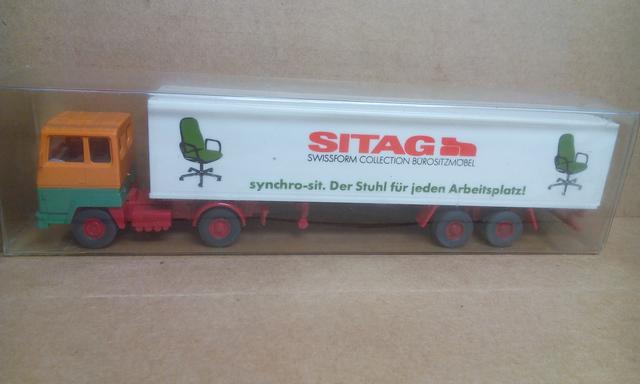 SITAG
SWISSFORM COLLECTION BÜROSITZMÖBEL
synchro-sit. Der Stuhl für jeden Arbeitsplatz!